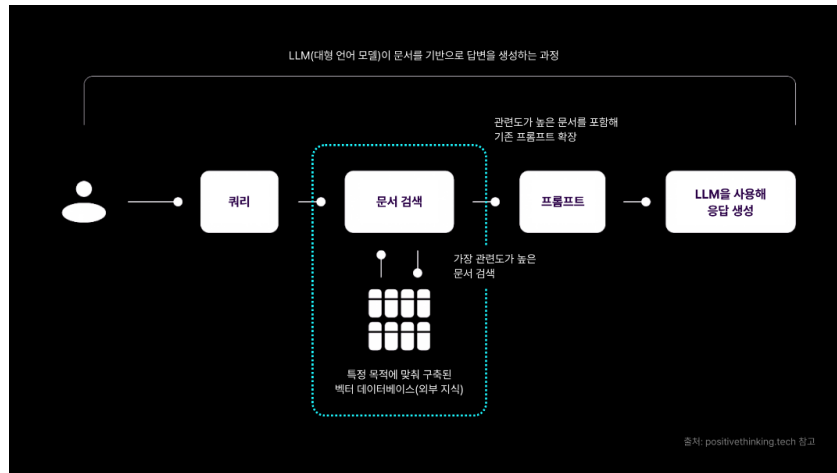 LLM(대형 언어 모델)이 문서를 기반으로 답변을 생성하는 과정
관련도가 높은 문서를 포함해
기존 프롬프트 확장
쿼리
문서 검색
프롬프트
LLM을 사용해
응답 생성
가장 관련도가 높은
문서 검색
특정 목적에 맞춰 구축된
벡터 데이터베이스(외부 지식)
출처: positivethinking.tech 참고